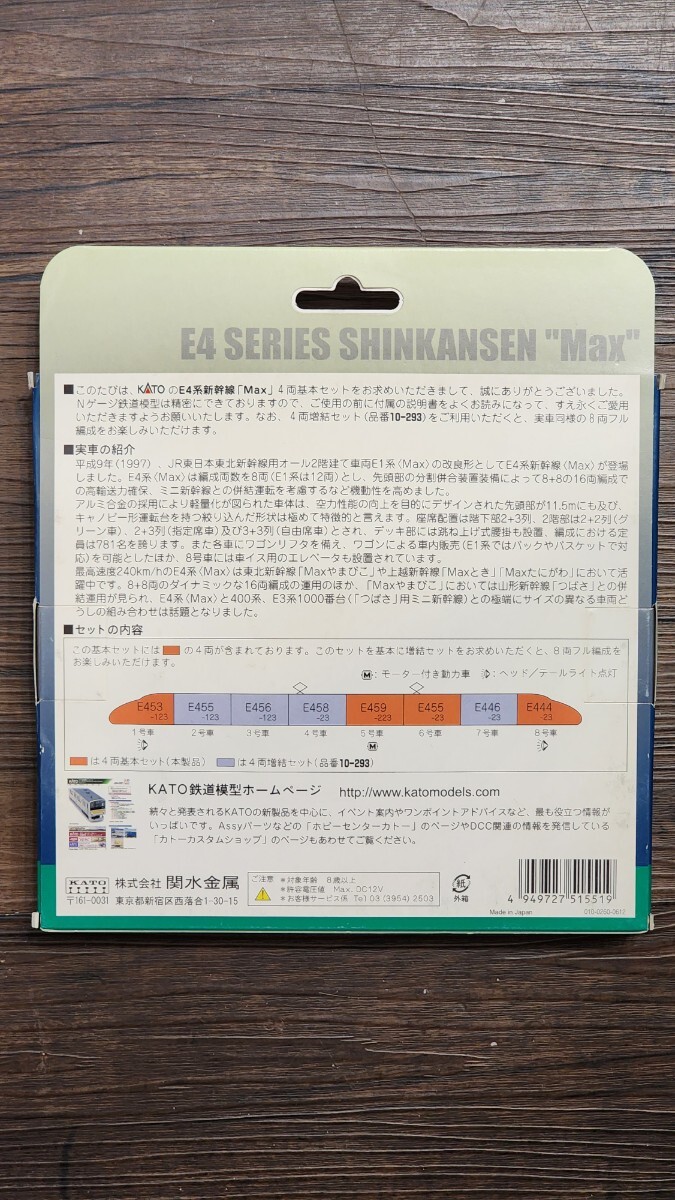 E4 SERIES SHINKANSEN "Max"
■このたびは、KATOのE4系新幹線「Max」4両基本セットをお求めいただきまして、誠にありがとうございました。
Nゲージ鉄道模型は精密にできておりますので、ご使用の前に付属の説明書をよくお読みになって、すえ永くご愛用
いただきますようお願いいたします。なお、4両増結セット(品番10-293)をご利用いただくと、実車同様の8両フル
編成をお楽しみいただけます。
■実車の紹介
平成9年(1997)、JR東日本東北新幹線用オール2階建て車両E1系〈Max〉の改良形としてE4系新幹線〈Max〉が登場
しました。E4系〈Max〉は編成両数を8両(E1系は12両)とし、先頭部の分割併合装置装備によって8+8の16両編成で
の高輸送力確保、ミニ新幹線との併結運転を考慮するなど機動性を高めました。
アルミ合金の採用により軽量化が図られた車体は、空力性能の向上を目的にデザインされた先頭部が11.5mにも及び、
キャノピー形運転台を持つ絞り込んだ形状は極めて特徴的と言えます。座席配置は階下部2+3列、2階部は2+2列(グ
リーン車)、2+3列(指定席車)及び3+3列(自由席車)とされ、デッキ部には跳ね上げ式腰掛も設置、編成における定
員は781名を誇ります。また各車にワゴンリフタを備え、ワゴンによる車内販売(E1系ではバックやバスケットで対
応)を可能としたほか、8号車には車イス用のエレベータも設置されています。
最高速度240km/hのE4系〈Max〉は東北新幹線「Maxやまびこ」や上越新幹線「Maxとき」「Maxたにがわ」において活
躍中です。8+8両のダイナミックな16両編成の運用のほか、「Maxやまびこ」においては山形新幹線「つばさ」との併
結運用が見られ、E4系〈Max〉と400系、E3系1000番台(「つばさ」用ミニ新幹線)との極端にサイズの異なる車両ど
うしの組み合わせは話題となりました。
■セットの内容
この基本セットには の4両が含まれております。このセットを基本に増結セットをお求めいただくと、8両フル編成を
お楽しみいただけます。
M:モーター付き動力車 :ヘッド/テールライト点灯
E453 E455 E456 E458 E459 E455 E446 E444
-123 -123 -123 -23 -223 -23 -23 -23
1号車 2号車 3号車 4号車 5号車 6号車 7号車 8号車
M
は4両基本セット(本製品) は4両増結セット(品番10-293)
KATO鉄道模型ホームページ http://www.katomodels.com
続々と発表されるKATOの新製品を中心に、イベント案内やワンポイントアドバイスなど、最も役立つ情報が
いっぱいです。Assyパーツなどの「ホビーセンターカトー」のページやDCC関連の情報を発信している
「カトーカスタムショップ」のページもあわせてご覧ください。
KATO 株式会社 関水金属
〒161-0031 東京都新宿区西落合1-30-15
ご注意
*対象年齢 8歳以上
*許容電圧値 Max. DC12V
*お客様サービス係 Tel 03 (3954) 2503
紙
外箱
4 949727 515519
Made in Japan 010-0250-0612